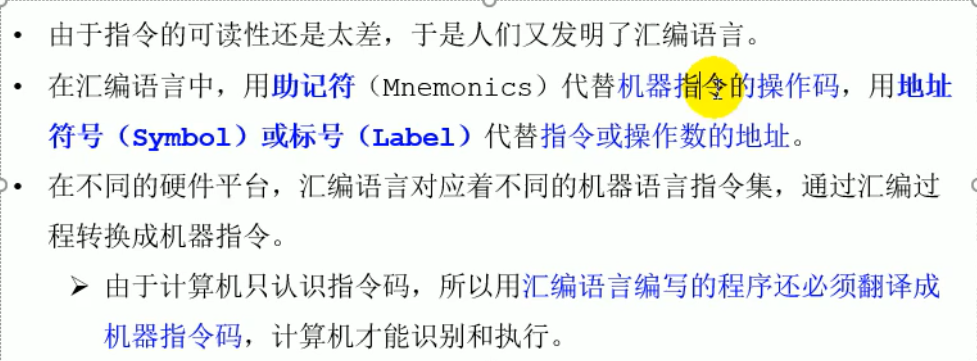 • 由于指令的可读性还是太差，于是人们又发明了汇编语言。
• 在汇编语言中，用助记符（Mnemonics）代替机器指令的操作码，用地址
符号（Symbol）或标号（Label）代替指令或操作数的地址。
• 在不同的硬件平台，汇编语言对应着不同的机器语言指令集，通过汇编过
程转换成机器指令。
➢ 由于计算机只认识指令码，所以用汇编语言编写的程序还必须翻译成
机器指令码，计算机才能识别和执行。